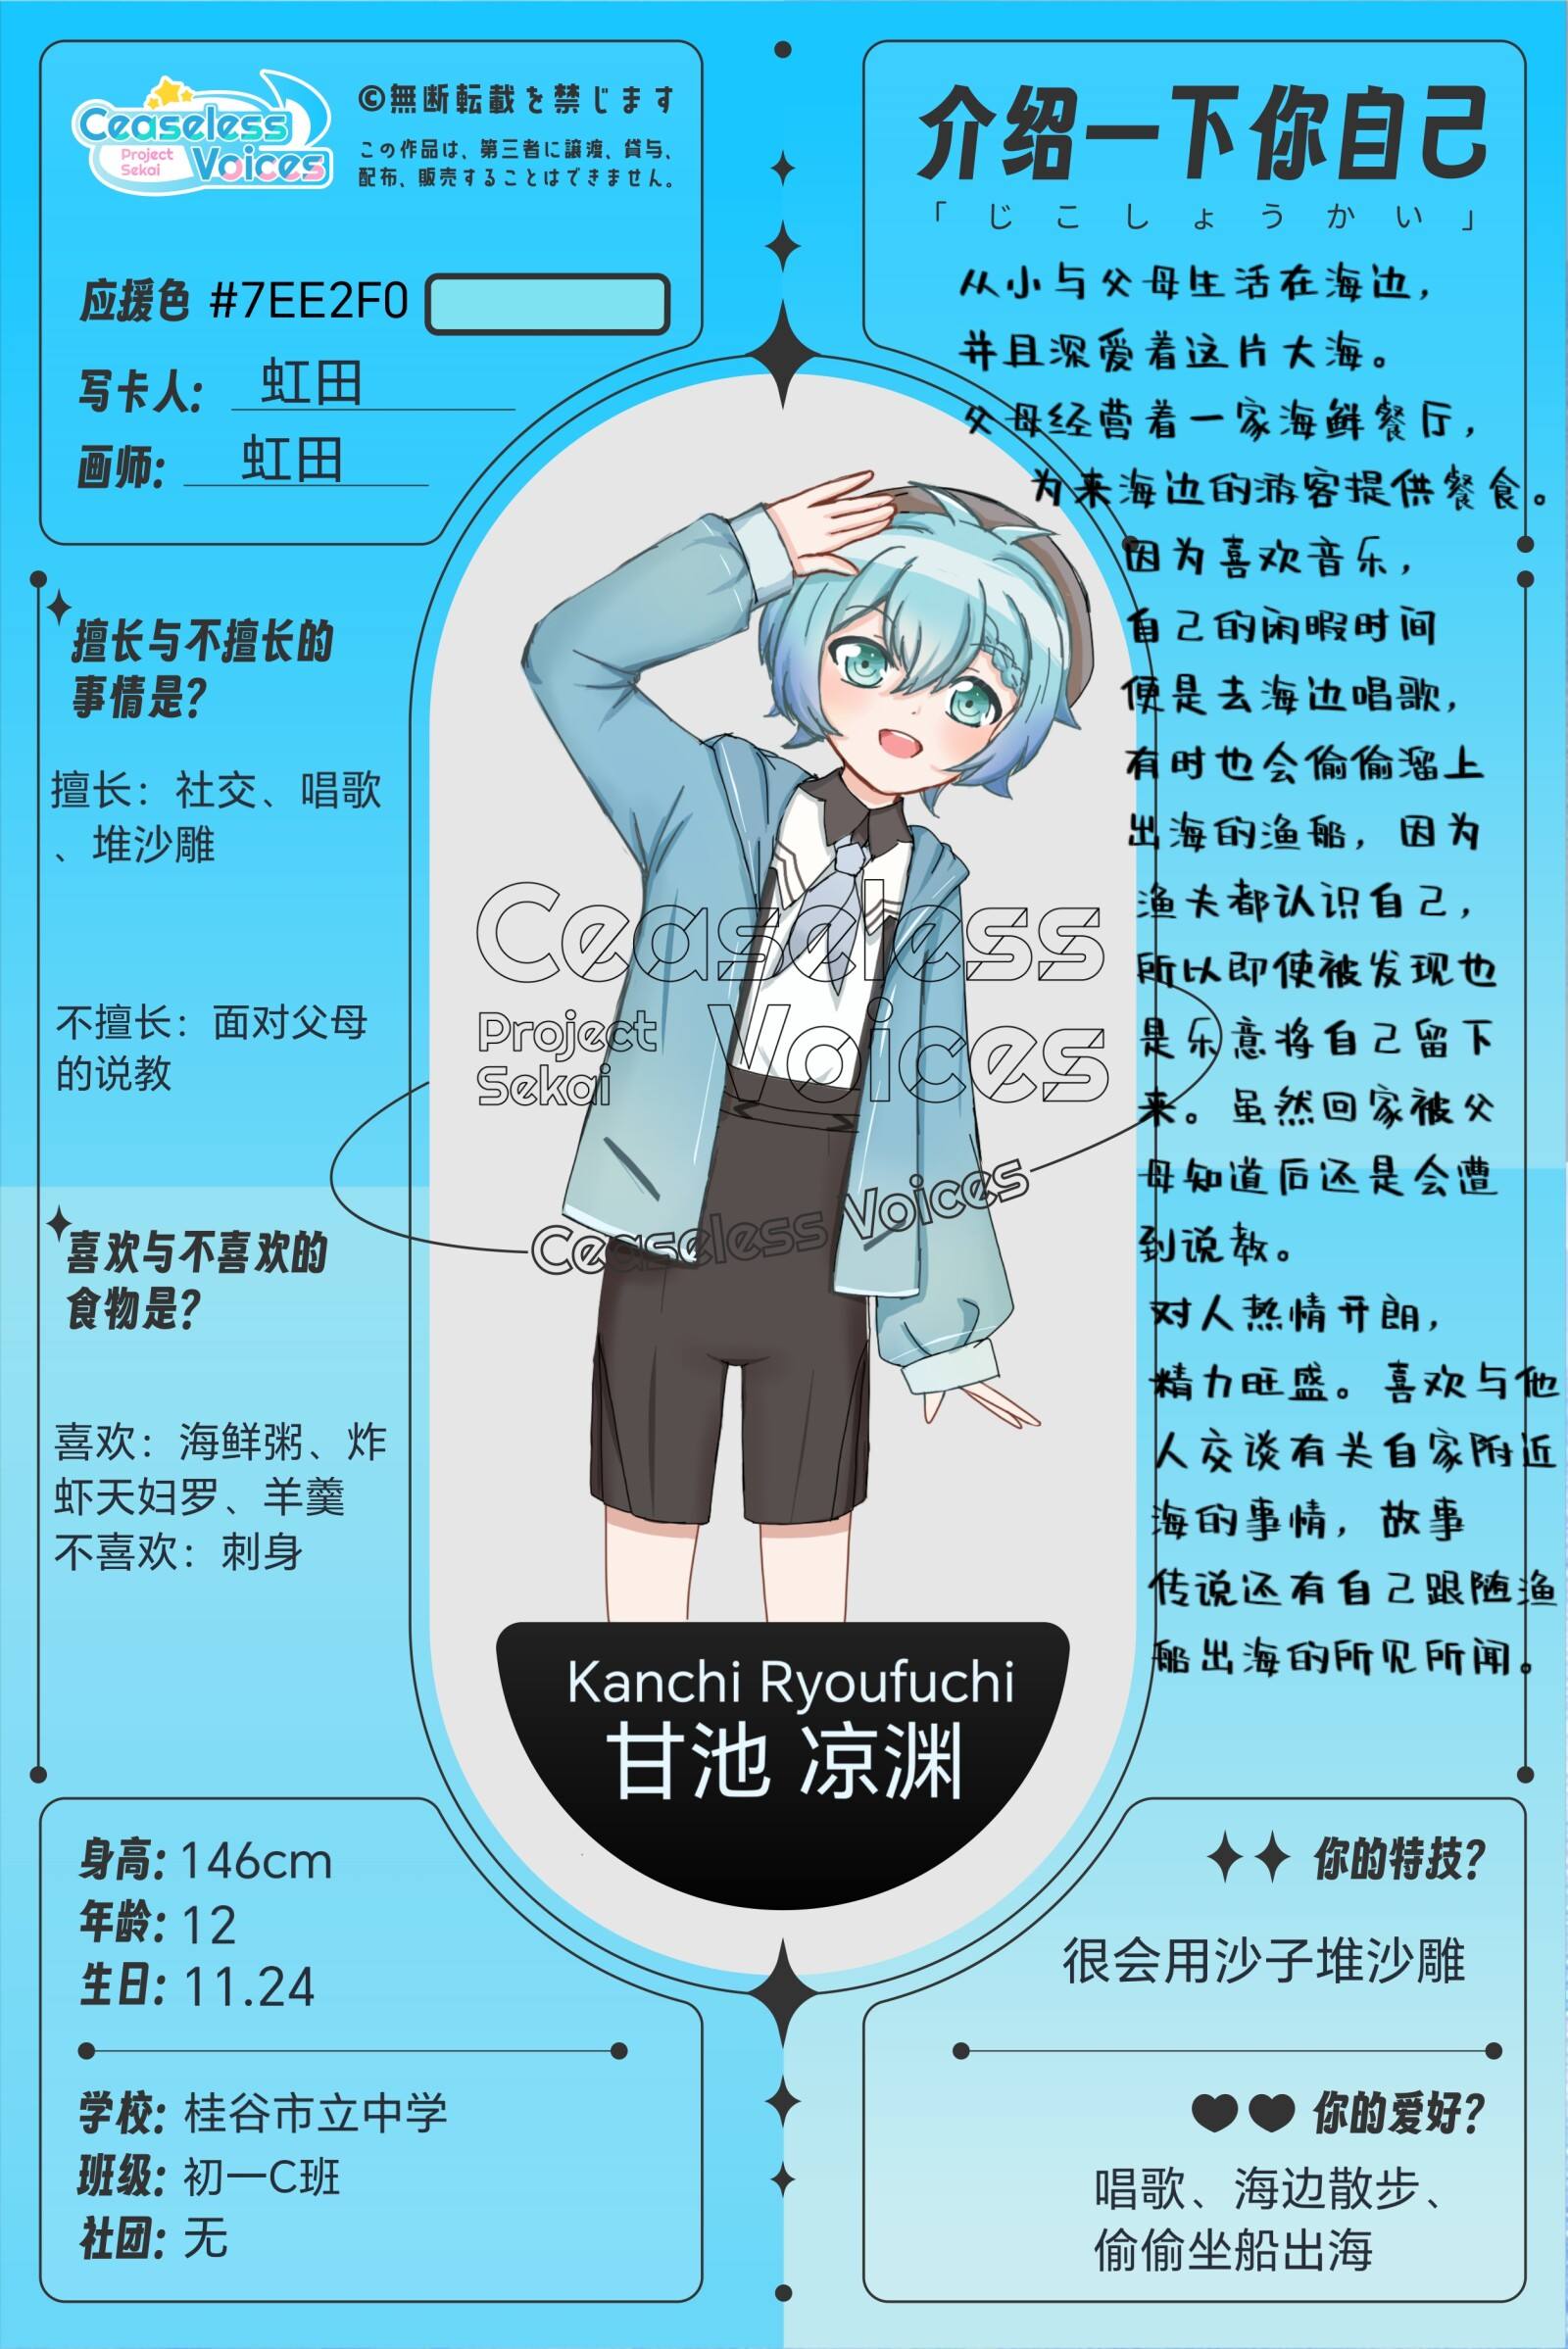 Ceaseless
Project
Sekai
Voices
©無断転載を禁じます
この作品は、第三者に譲渡、貸与、
配布、販売することはできません。
应援色 #7EE2F0
写卡人: 虹田
画师: 虹田
介绍一下你自己
「じこしょうかい」
从小与父母生活在海边,
并且深爱着这片大海。
父母经营着一家海鲜餐厅,
为来海边的游客提供餐食。
因为喜欢音乐,
自己的闲暇时间
便是去海边唱歌,
有时也会偷偷溜上
出海的渔船, 因为
渔夫都认识自己,
所以即使被发现也
是乐意将自己留下
来。虽然回家被父
母知道后还是会遭
到说教。
对人热情开朗,
精力旺盛。喜欢与他
人交谈有关自家附近
海的事情, 故事
传说还有自己跟随渔
船出海的所见所闻。
擅长与不擅长的
事情是?
擅长: 社交、唱歌
、堆沙雕
不擅长: 面对父母
的说教
喜欢与不喜欢的
食物是?
喜欢: 海鲜粥、炸
虾天妇罗、羊羹
不喜欢: 刺身
Ceaseless
Project
Sekai
Voices
Ceaseless Voices
Kanchi Ryoufuchi
甘池 凉渊
身高: 146cm
年龄: 12
生日: 11.24
学校: 桂谷市立中学
班级: 初一C班
社团: 无
你的特技?
很会用沙子堆沙雕
你的爱好?
唱歌、海边散步、
偷偷坐船出海